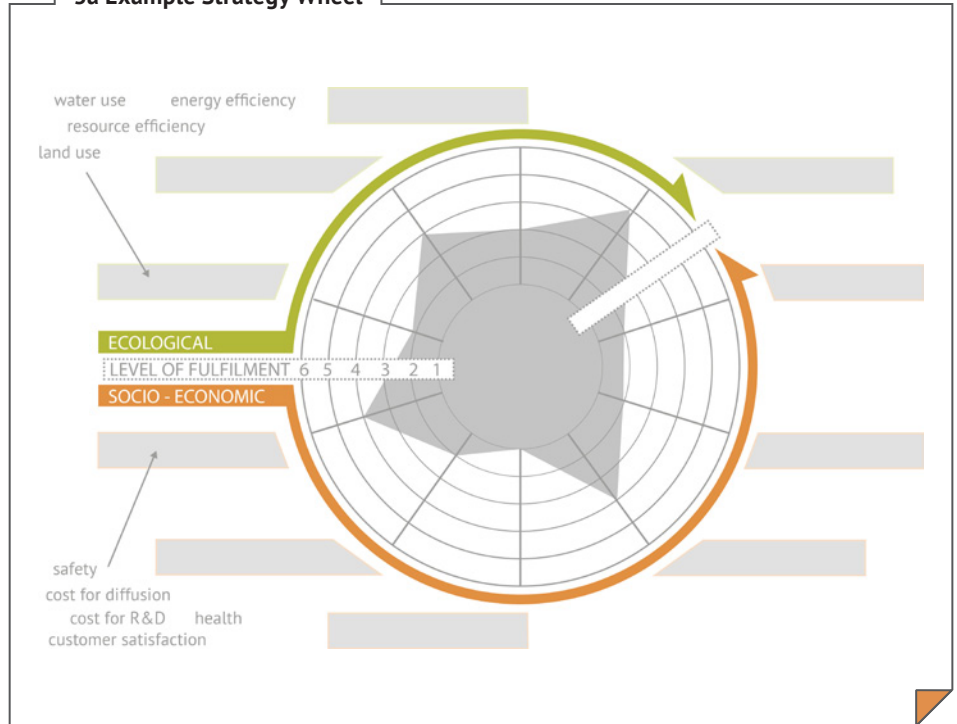 Example Strategy Wheel
water use energy efficiency
resource efficiency
land use
ECOLOGICAL
LEVEL OF FULFILMENT 6 5 4 3 2 1
SOCIO - ECONOMIC
safety
cost for diffusion
cost for R&D health
customer satisfaction